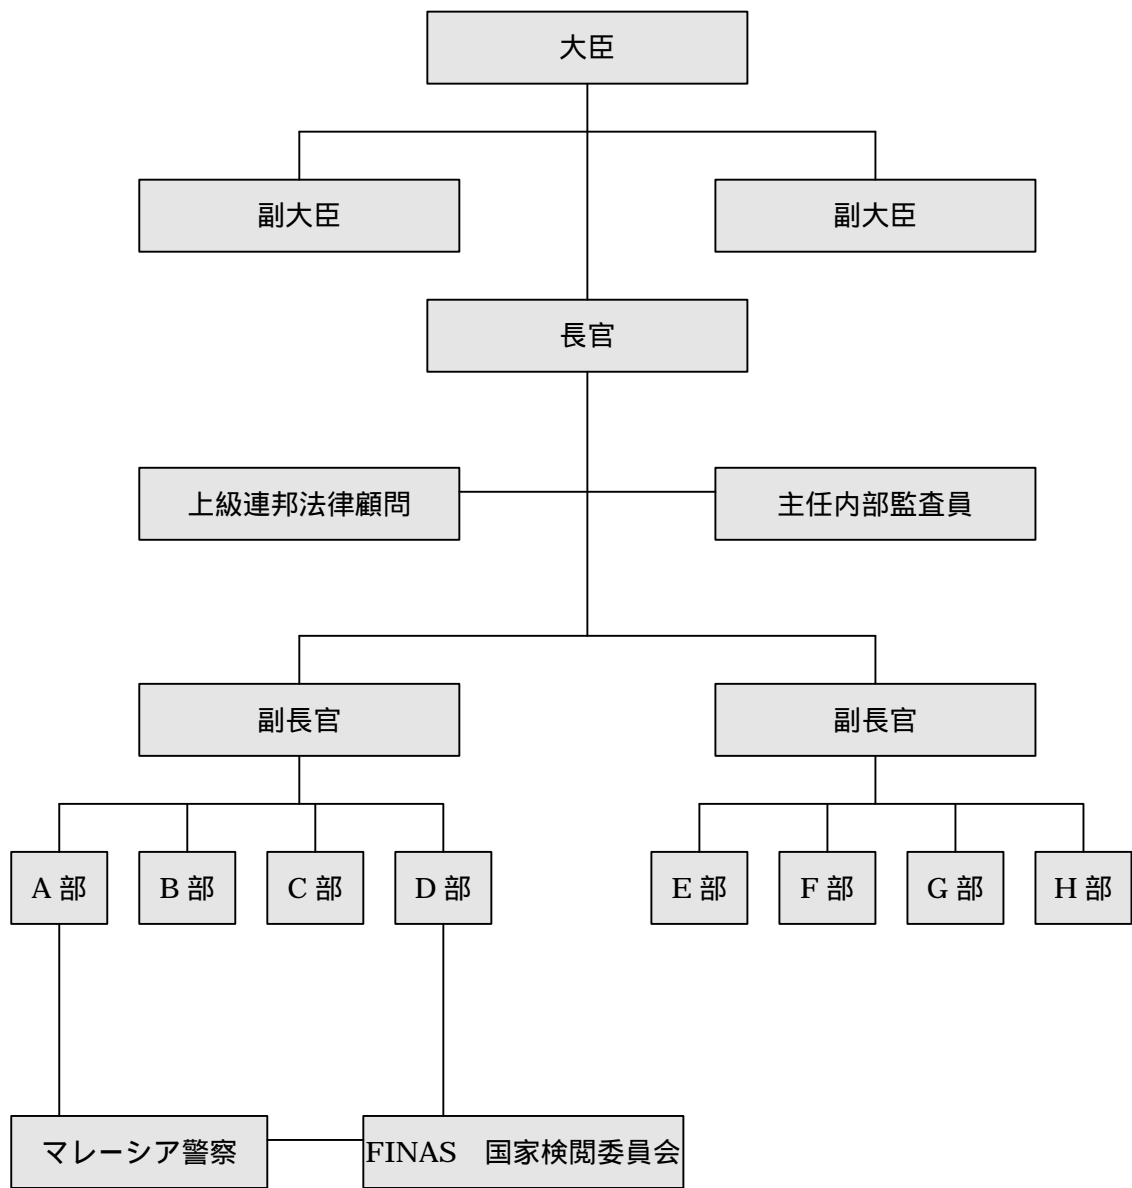 大臣
副大臣
副大臣
長官
上級連邦法律顧問
主任内部監査員
副長官
副長官
A 部
B 部
C 部
D 部
E 部
F 部
G 部
H 部
マレーシア警察
FINAS　国家検閲委員会